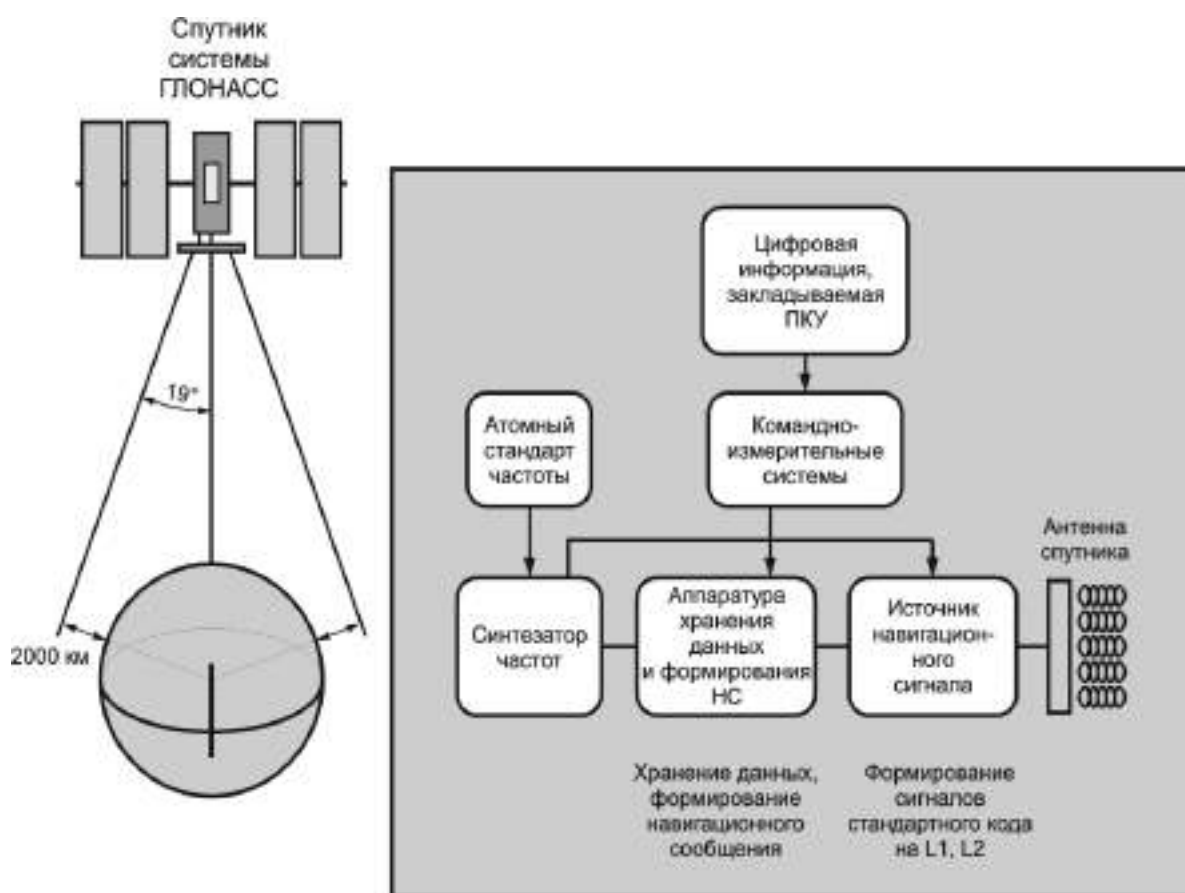 Спутник
системы
ГЛОНАСС
19°
2000 км
Цифровая
информация,
закладываемая
ПКУ
Атомный
стандарт
частоты
Командно-
измерительные
системы
Антенна
спутника
Синтезатор
частот
Аппаратура
хранения
данных
и формирования
НС
Источник
навигацион-
ного
сигнала
Хранение данных,
формирование
навигационного
сообщения
Формирование
сигналов
стандартного кода
на L1, L2